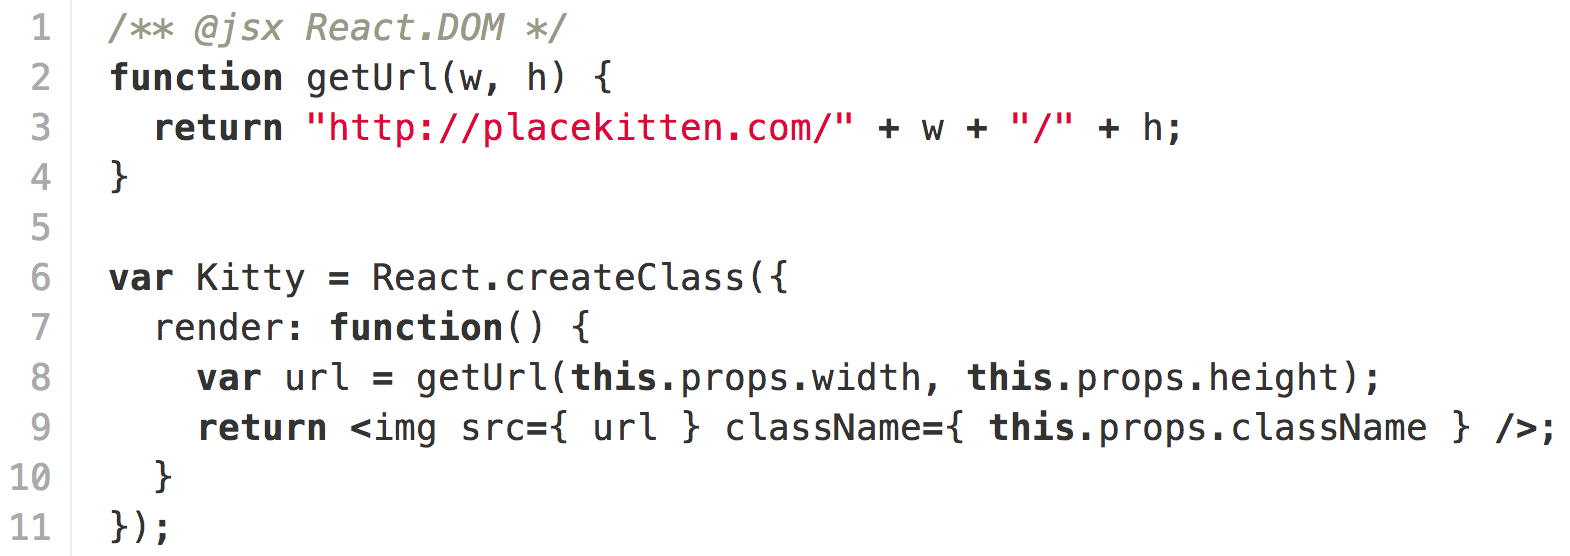 1 /** @jsx React.DOM */
2 function getUrl(w, h) {
3   return "http://placekitten.com/" + w + "/" + h;
4 }
5
6 var Kitty = React.createClass({
7   render: function() {
8     var url = getUrl(this.props.width, this.props.height);
9     return <img src={ url } className={ this.props.className } />;
10   }
11 });